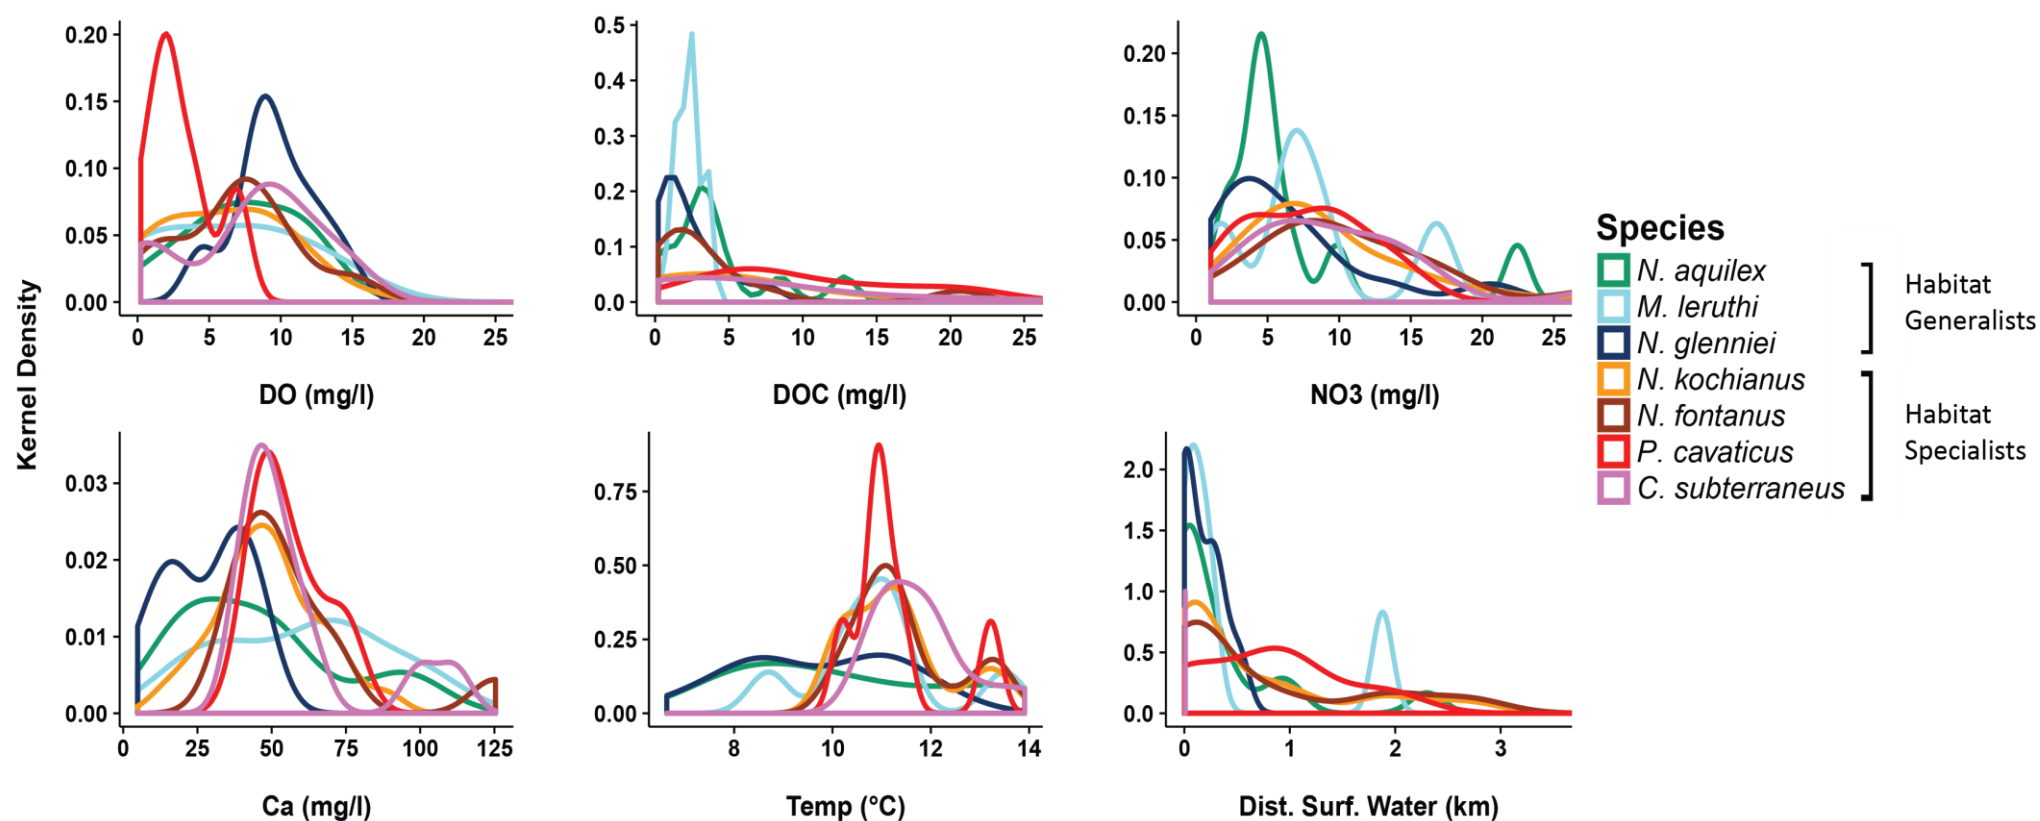 Kernel Density
0.20
0.15
0.10
0.05
0.00
0 5 10 15 20 25
DO (mg/l)
0.5
0.4
0.3
0.2
0.1
0.0
0 5 10 15 20 25
DOC (mg/l)
0.20
0.15
0.10
0.05
0.00
0 5 10 15 20 25
NO3 (mg/l)
0.03
0.02
0.01
0.00
0 25 50 75 100 125
Ca (mg/l)
0.75
0.50
0.25
0.00
8 10 12 14
Temp (°C)
2.0
1.5
1.0
0.5
0.0
0 1 2 3
Dist. Surf. Water (km)
Species
N. aquilex
M. leruthi
N. glenniei
N. kochianus
N. fontanus
P. cavaticus
C. subterraneus
Habitat
Generalists
Habitat
Specialists